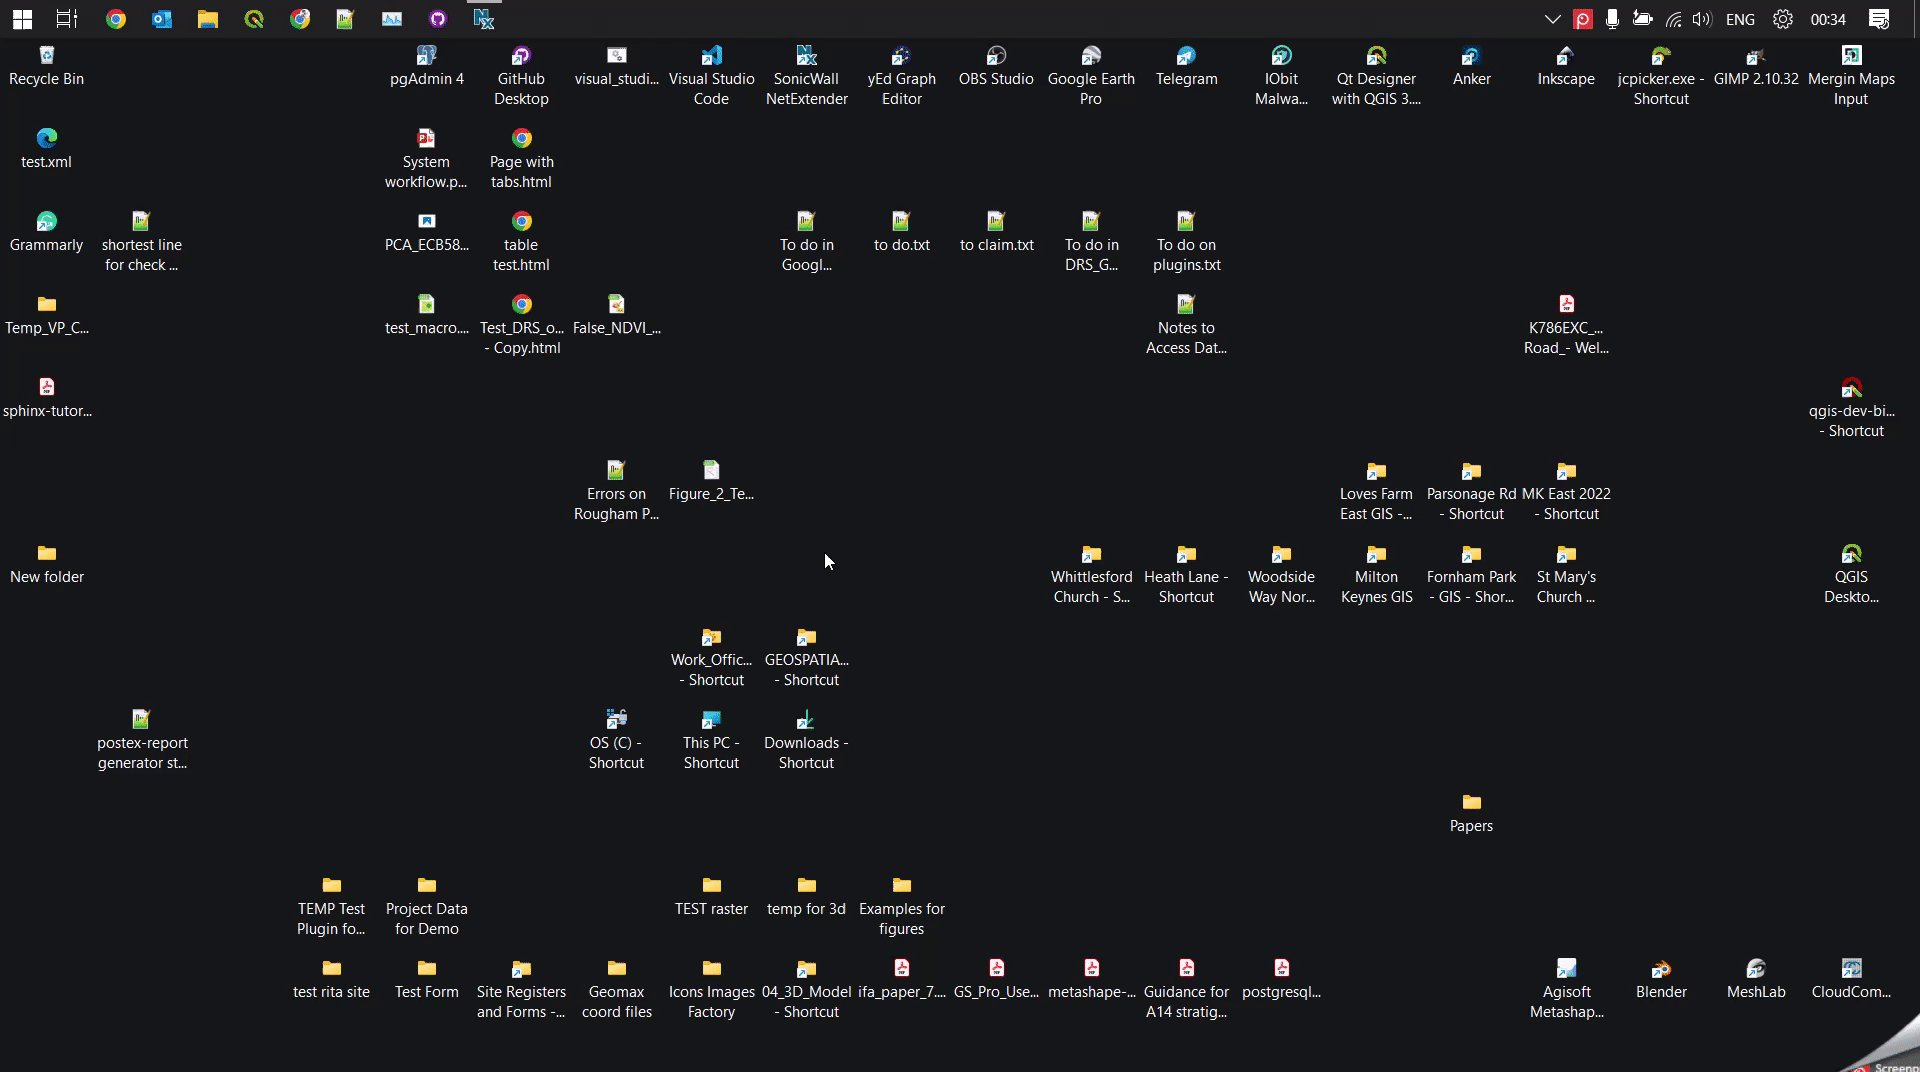 ENG
00:34
Recycle Bin
pgAdmin 4
GitHub
Desktop
visual_studi...
Visual Studio
Code
SonicWall
NetExtender
yEd Graph
Editor
OBS Studio
Google Earth
Pro
Telegram
IObit
Malwa...
Qt Designer
with QGIS 3....
Anker
Inkscape
jcpicker.exe -
Shortcut
GIMP 2.10.32
Mergin Maps
Input
test.xml
System
workflow.p...
Page with
tabs.html
Grammarly
shortest line
for check ...
PCA_ECB58...
table
test.html
To do in
Googl...
to do.txt
to claim.txt
To do in
DRS_G...
To do on
plugins.txt
Temp_VP_C...
test_macro....
Test_DRS_o...
- Copy.html
False_NDVI_...
Notes to
Access Dat...
K786EXC_...
Road_- Wel...
sphinx-tutor...
qgis-dev-bi...
- Shortcut
Errors on
Rougham P...
Figure_2_Te...
Loves Farm
East GIS -...
Parsonage Rd
- Shortcut
MK East 2022
- Shortcut
New folder
Whittlesford
Church - S...
Heath Lane -
Shortcut
Woodside
Way Nor...
Milton
Keynes GIS
Fornham Park
- GIS - Shor...
St Mary's
Church ...
QGIS
Deskto...
Work_Offic...
- Shortcut
GEOSPATIA...
- Shortcut
postex-report
generator st...
OS (C) -
Shortcut
This PC -
Shortcut
Downloads -
Shortcut
Papers
TEMP Test
Plugin fo...
Project Data
for Demo
TEST raster
temp for 3d
Examples for
figures
test rita site
Test Form
Site Registers
and Forms -...
Geomax
coord files
Icons Images
Factory
04_3D_Model
- Shortcut
ifa_paper_7....
GS_Pro_Use...
metashape-...
Guidance for
A14 stratig...
postgresql...
Agisoft
Metashap...
Blender
MeshLab
CloudCom...